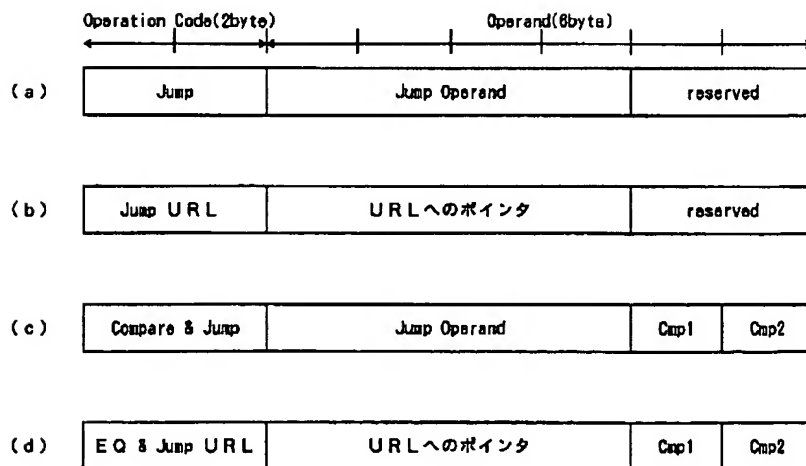 Operation Code(2byte) Operand(6byte)
(a) Jump Jump Operand reserved
(b) Jump URL URLへのポインタ reserved
(c) Compare & Jump Jump Operand Cmp1 Cmp2
(d) EQ & Jump URL URLへのポインタ Cmp1 Cmp2